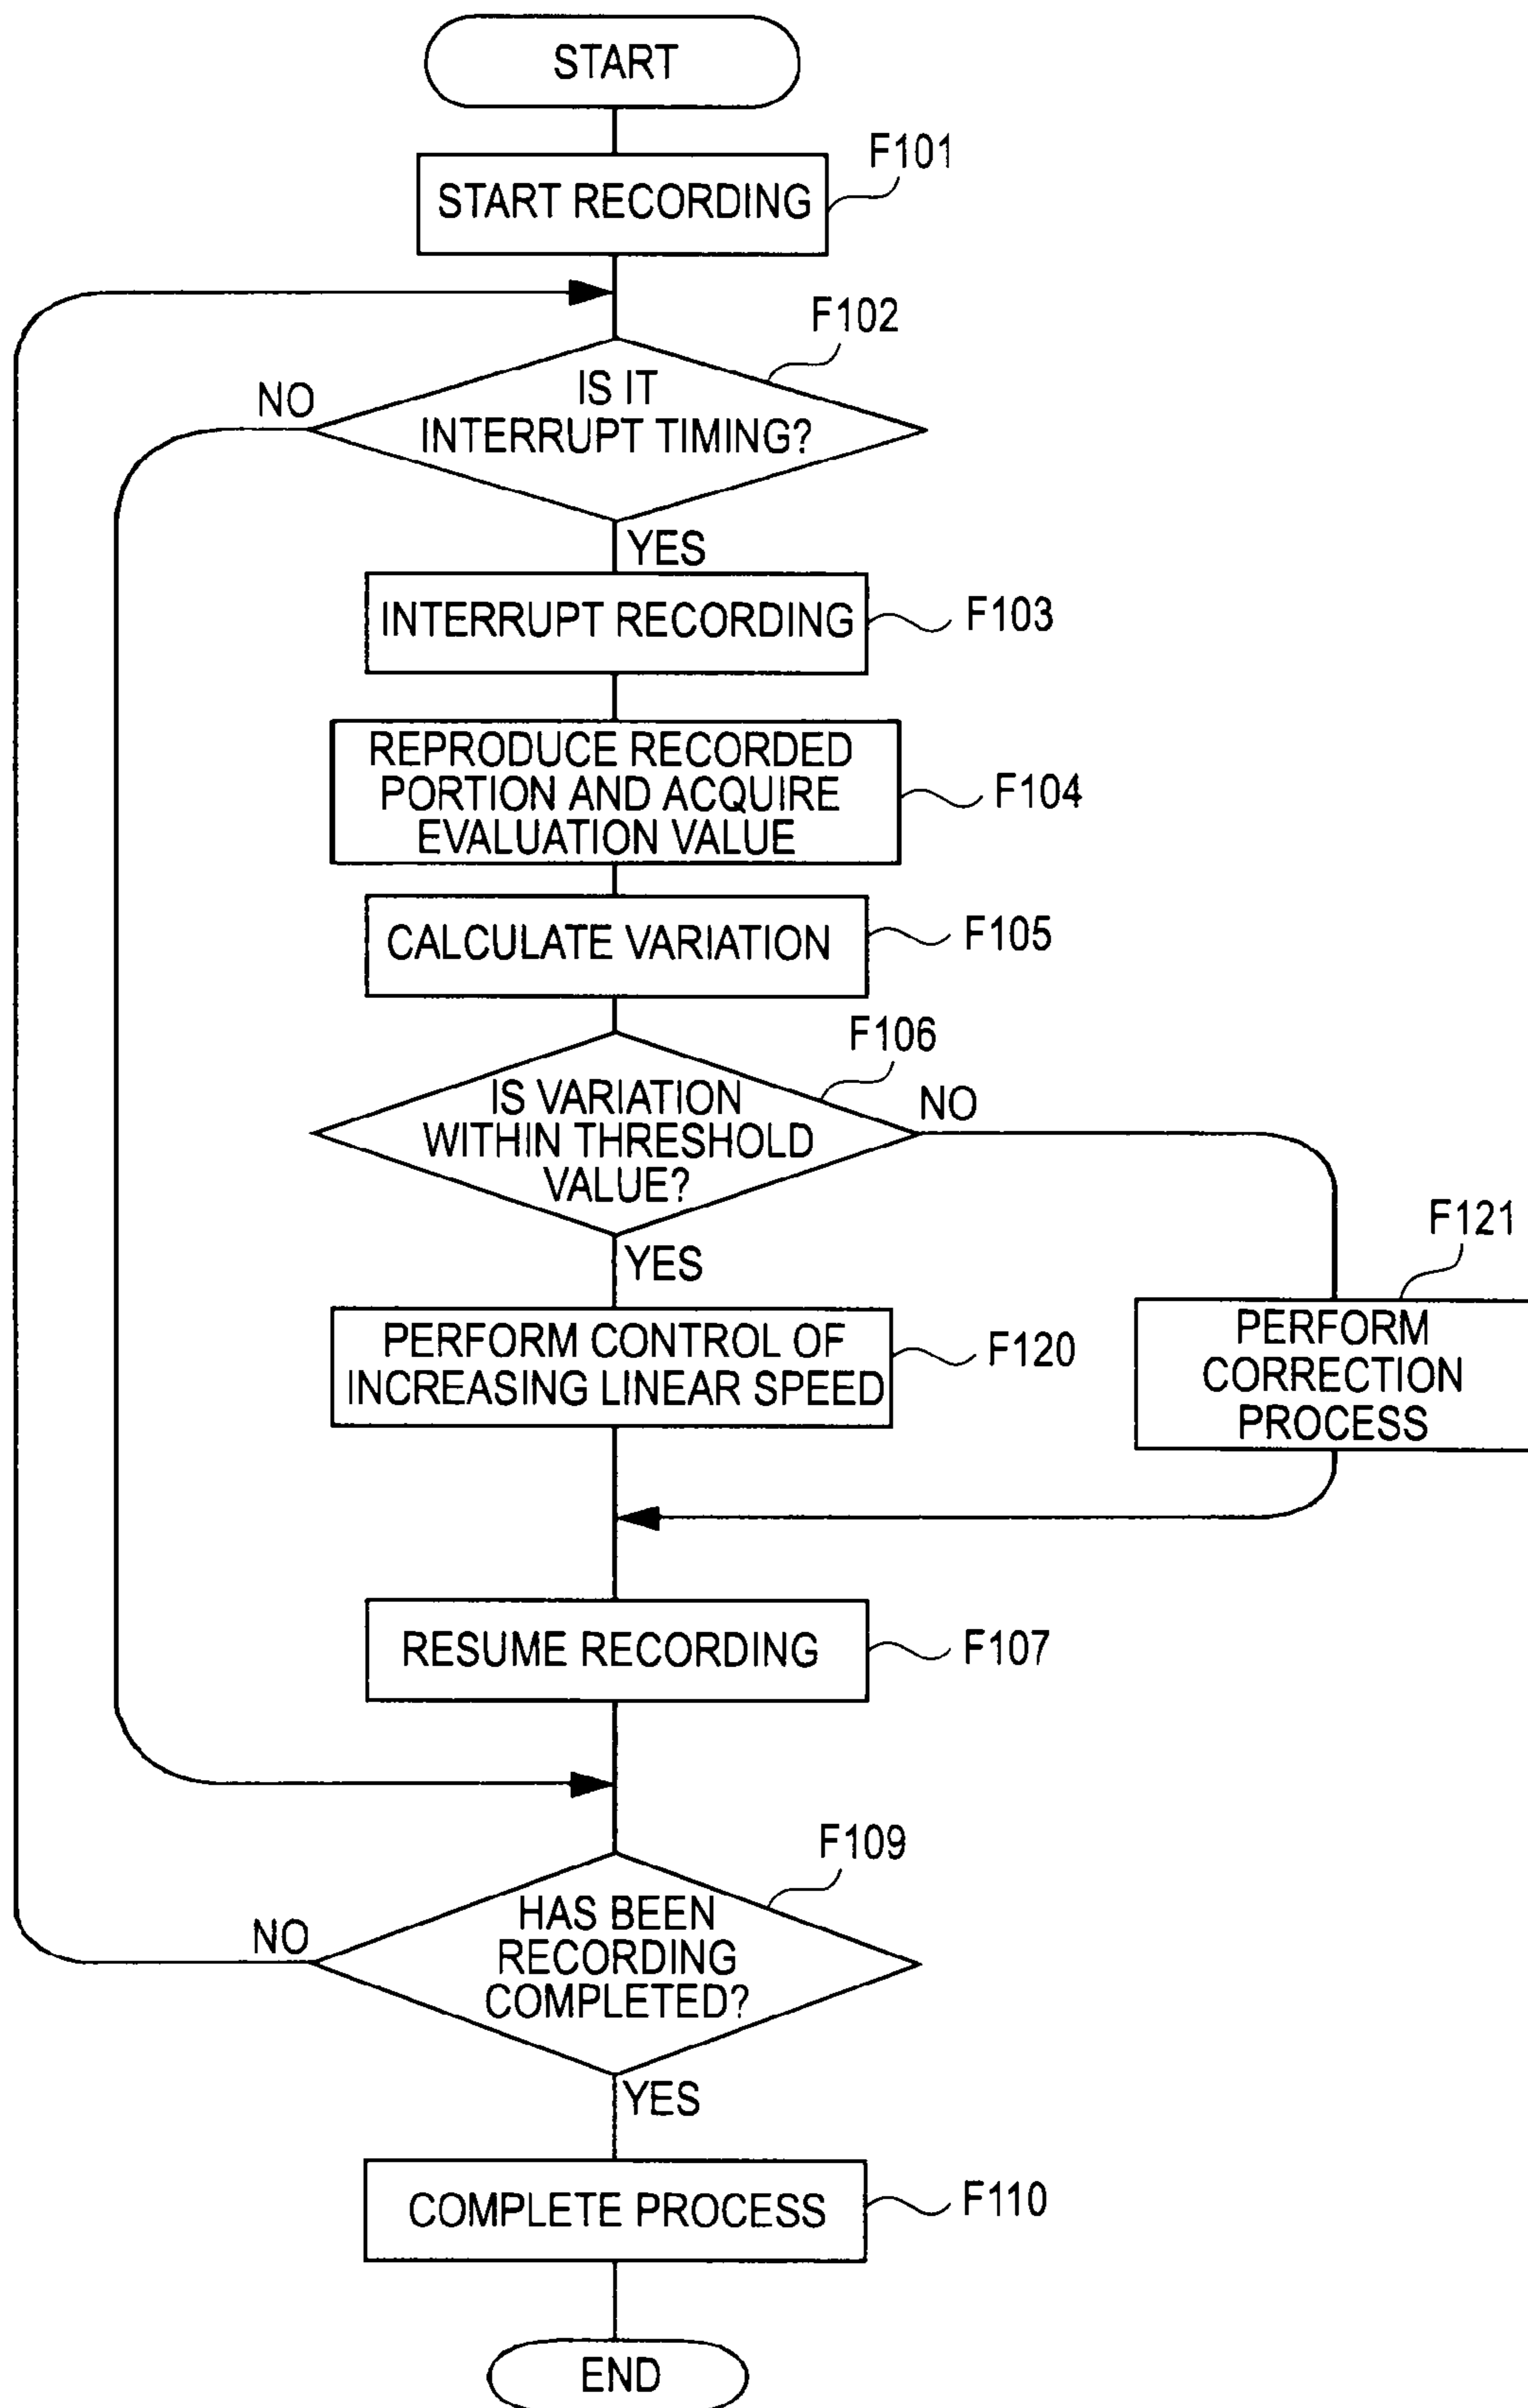 START
F101
START RECORDING
F102
NO
IS IT
INTERRUPT TIMING?
YES
INTERRUPT RECORDING
F103
REPRODUCE RECORDED
PORTION AND ACQUIRE
EVALUATION VALUE
F104
CALCULATE VARIATION
F105
F106
IS VARIATION
WITHIN THRESHOLD
VALUE?
NO
YES
F121
PERFORM CONTROL OF
INCREASING LINEAR SPEED
F120
PERFORM
CORRECTION
PROCESS
RESUME RECORDING
F107
F109
NO
HAS BEEN
RECORDING
COMPLETED?
YES
COMPLETE PROCESS
F110
END